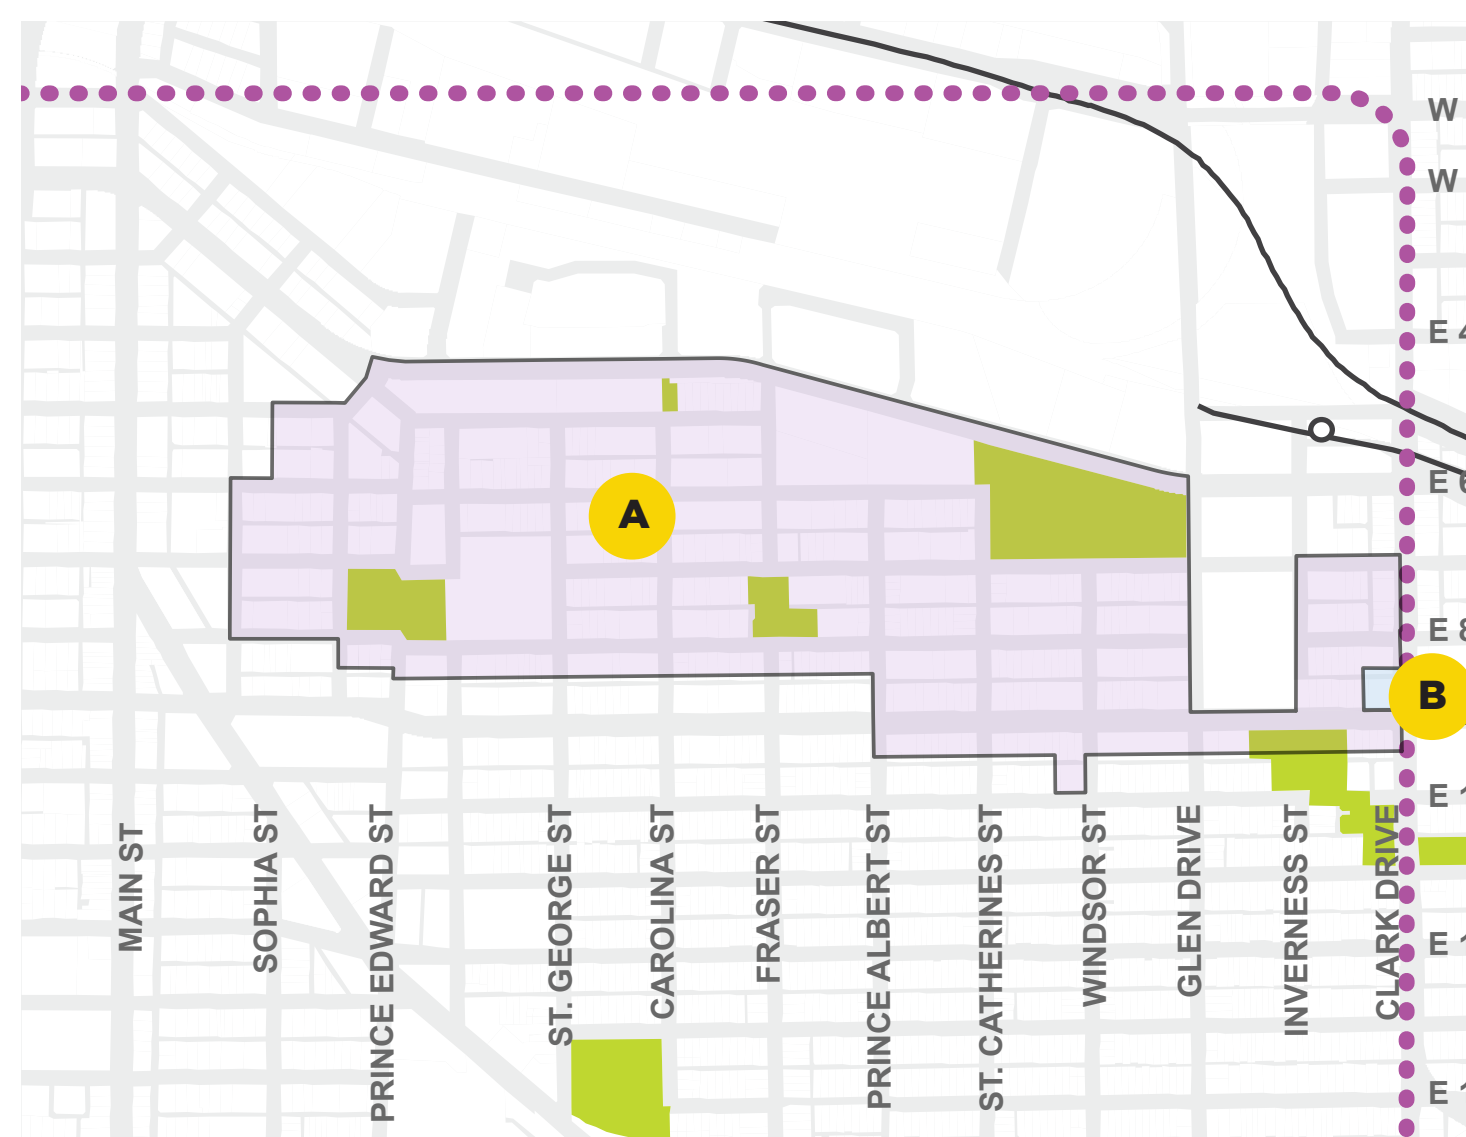 W
W
E 4
E 6
A
E 8
B
E 1
MAIN ST
SOPHIA ST
PRINCE EDWARD ST
ST. GEORGE ST
CAROLINA ST
FRASER ST
PRINCE ALBERT ST
ST. CATHERINES ST
WINDSOR ST
GLEN DRIVE
INVERNESS ST
CLARK DRIVE
E 1
E 1